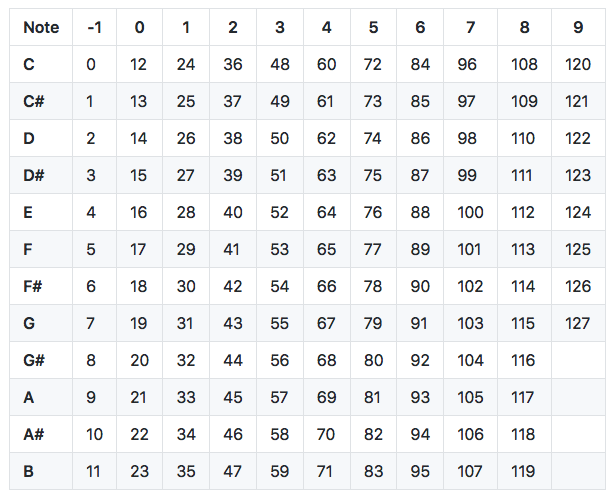 Note -1 0 1 2 3 4 5 6 7 8 9
C 0 12 24 36 48 60 72 84 96 108 120
C# 1 13 25 37 49 61 73 85 97 109 121
D 2 14 26 38 50 62 74 86 98 110 122
D# 3 15 27 39 51 63 75 87 99 111 123
E 4 16 28 40 52 64 76 88 100 112 124
F 5 17 29 41 53 65 77 89 101 113 125
F# 6 18 30 42 54 66 78 90 102 114 126
G 7 19 31 43 55 67 79 91 103 115 127
G# 8 20 32 44 56 68 80 92 104 116
A 9 21 33 45 57 69 81 93 105 117
A# 10 22 34 46 58 70 82 94 106 118
B 11 23 35 47 59 71 83 95 107 119